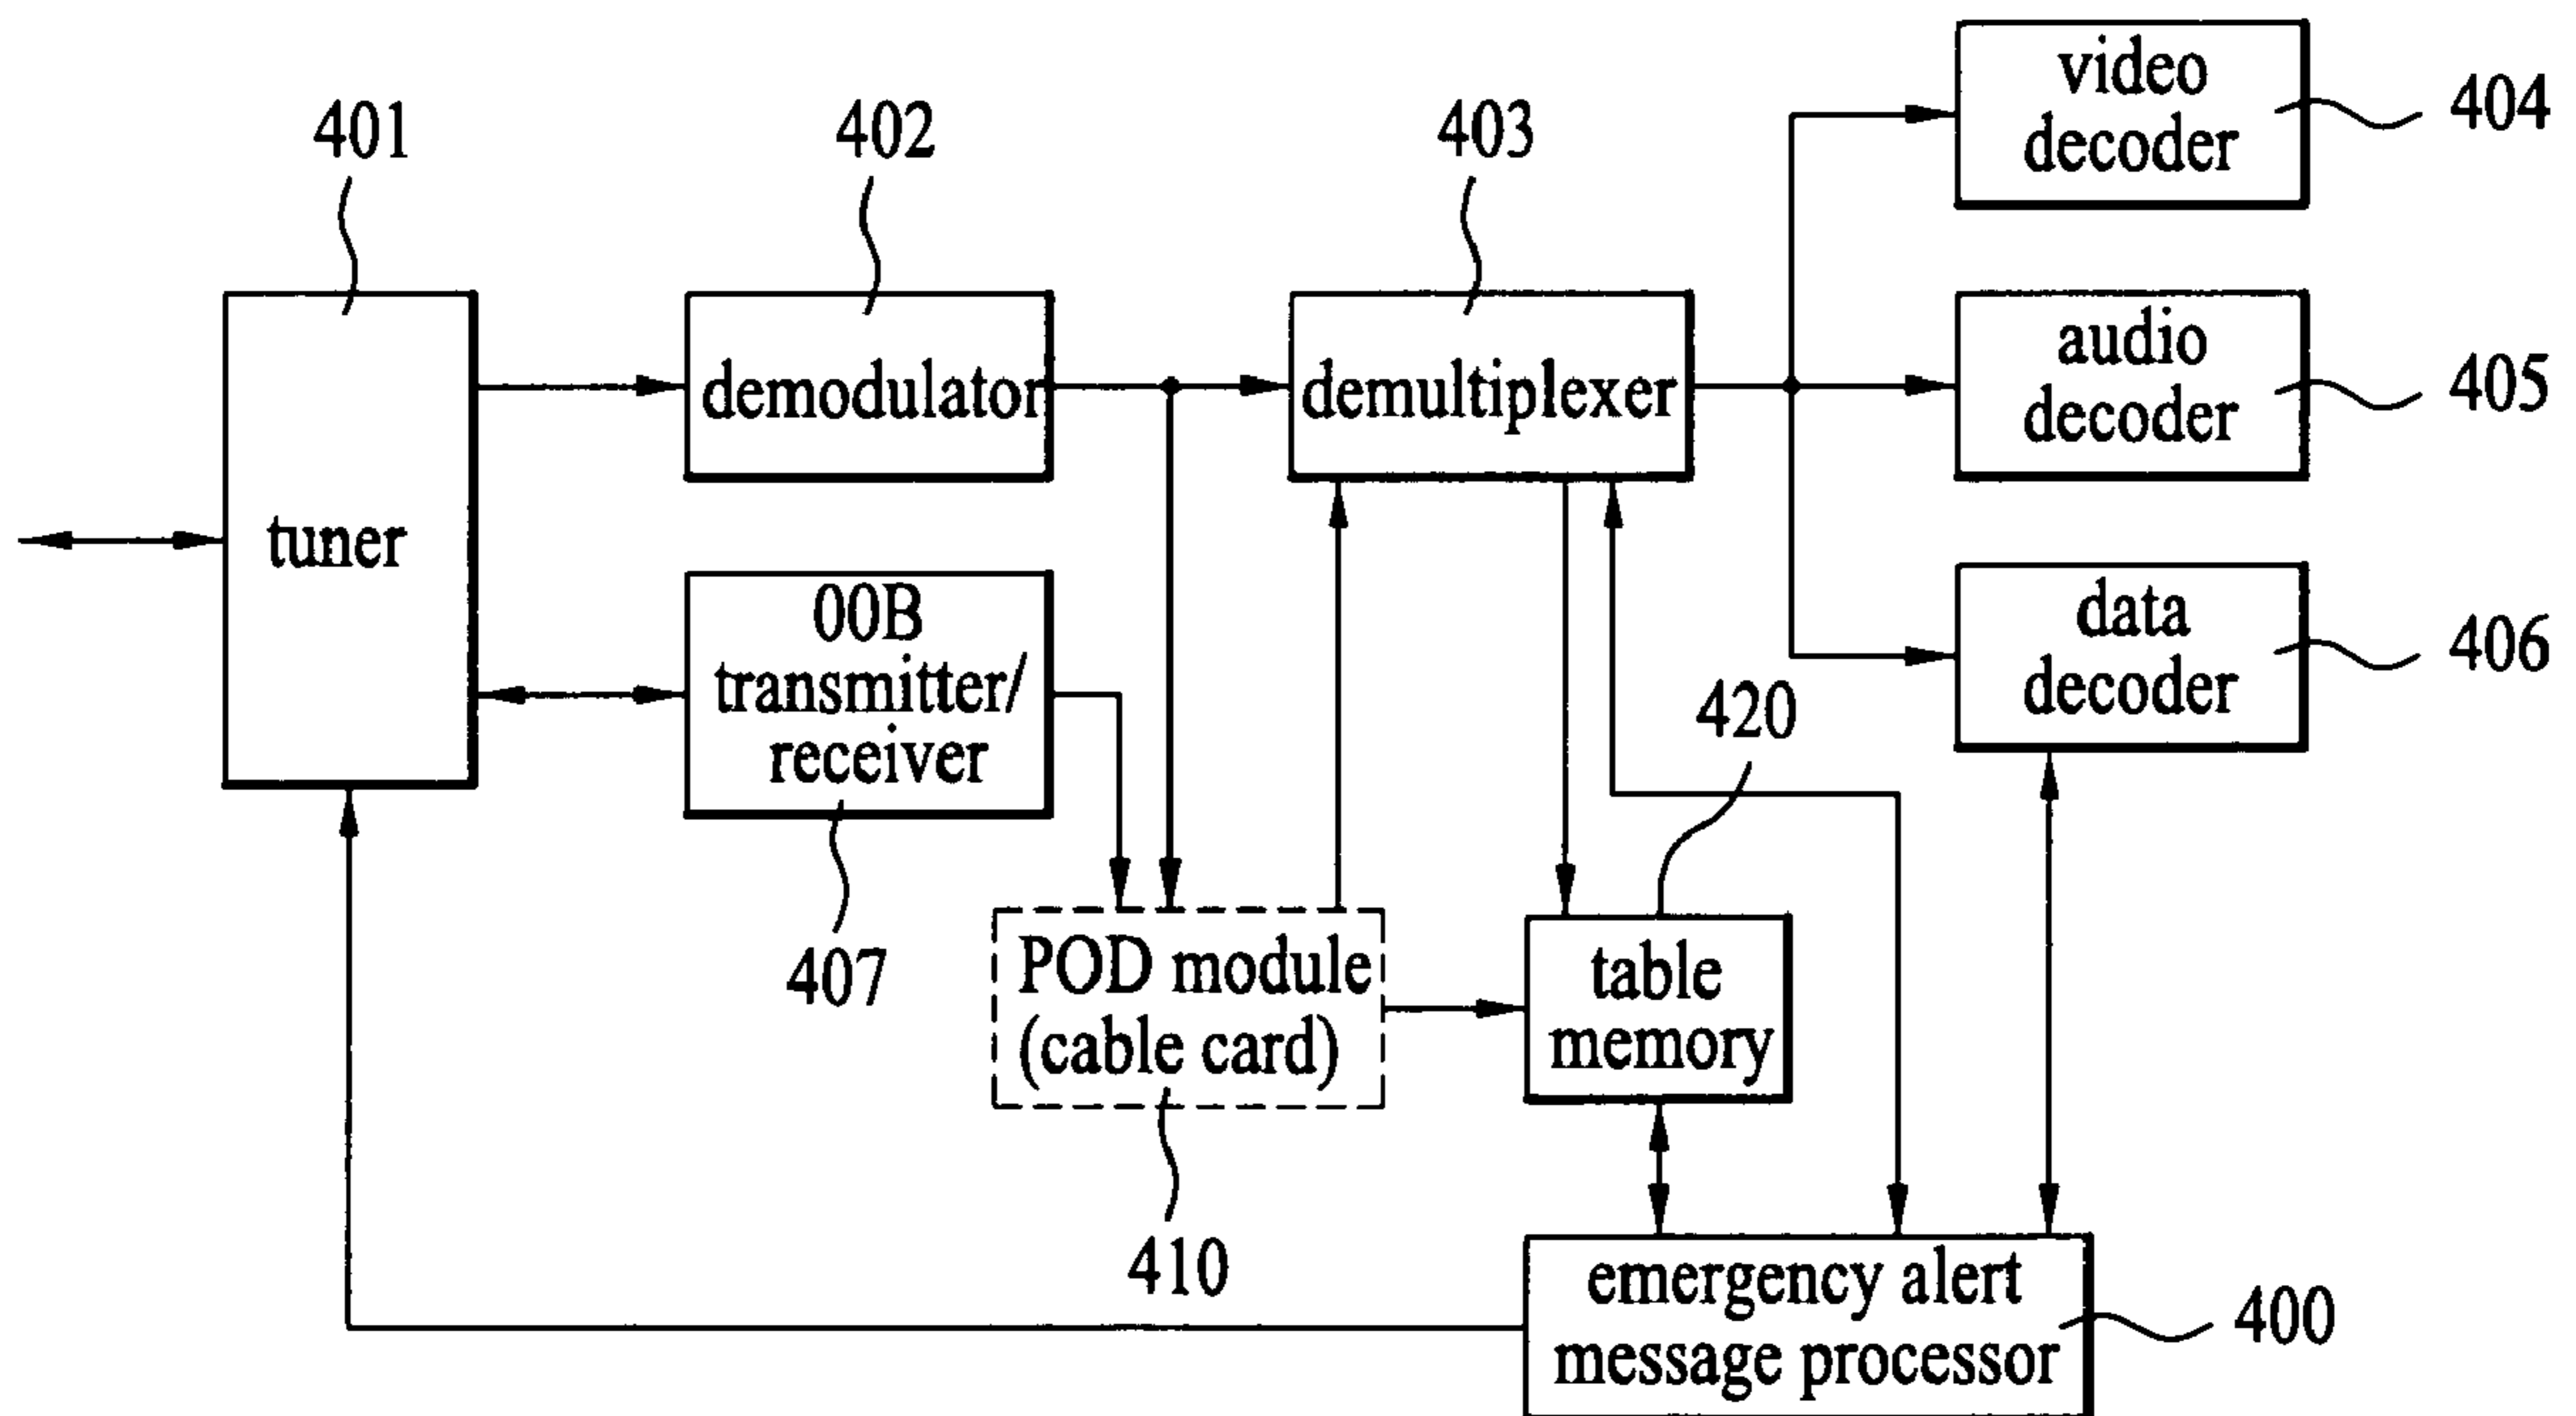 401
402
403
video
decoder
404
tuner
demodulator
demultiplexer
audio
decoder
405
00B
transmitter/
receiver
407
data
decoder
406
420
POD module
(cable card)
410
table
memory
emergency alert
message processor
400